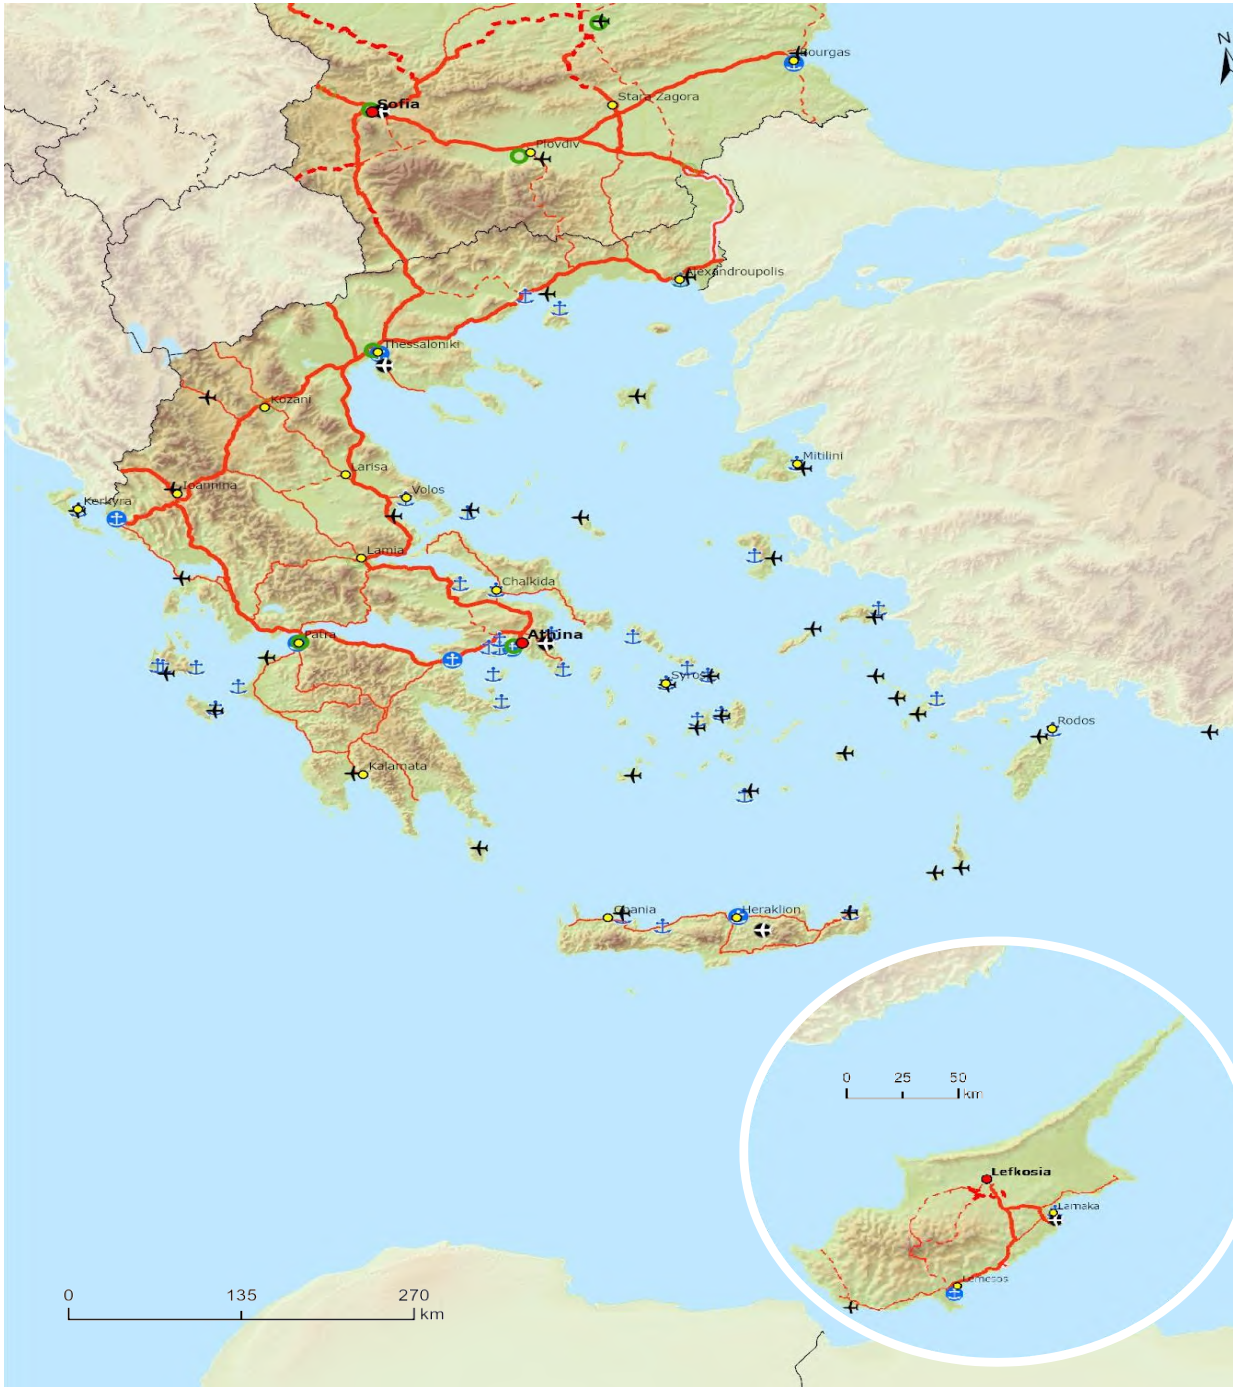 N
Bourgas
Sofia
Stara Zagora
Plovdiv
Alexandroupolis
Thessaloniki
Kozani
Mitilini
Larisa
Ioannina
Volos
Kerkyra
Lamia
Chalkida
Patra
Athina
Syros
Rodos
Kalamata
Chania
Heraklion
0 25 50
km
Lefkosia
Larnaka
Lemesos
0 135 270
km